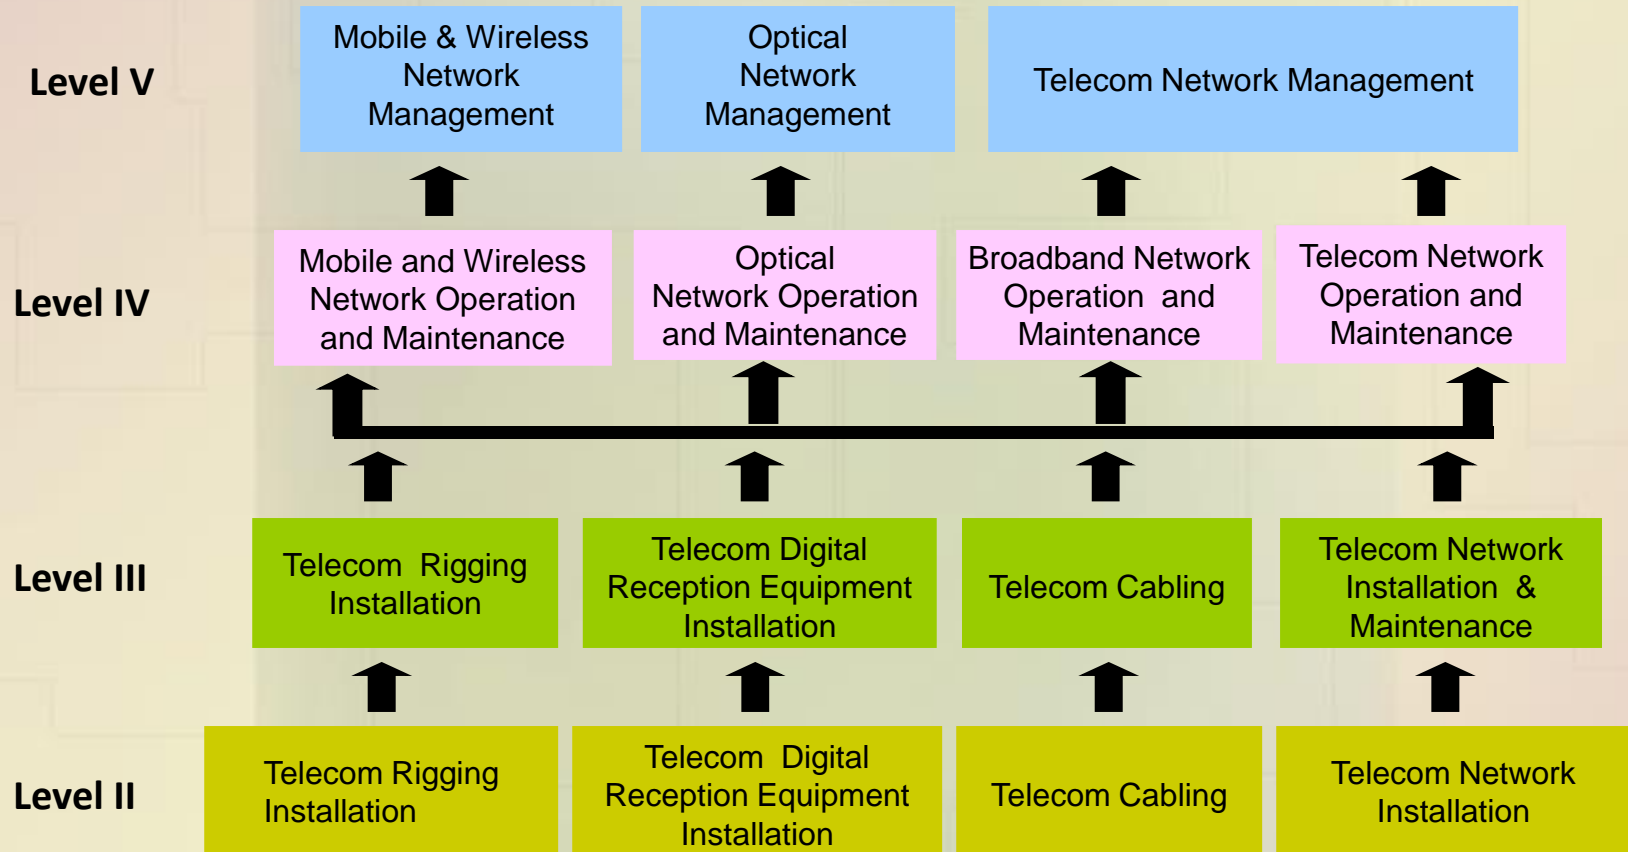 Level V
Mobile & Wireless
Network
Management
Optical
Network
Management
Telecom Network Management
Level IV
Mobile and Wireless
Network Operation
and Maintenance
Optical
Network Operation
and Maintenance
Broadband Network
Operation and
Maintenance
Telecom Network
Operation and
Maintenance
Level III
Telecom Rigging
Installation
Telecom Digital
Reception Equipment
Installation
Telecom Cabling
Telecom Network
Installation &
Maintenance
Level II
Telecom Rigging
Installation
Telecom Digital
Reception Equipment
Installation
Telecom Cabling
Telecom Network
Installation